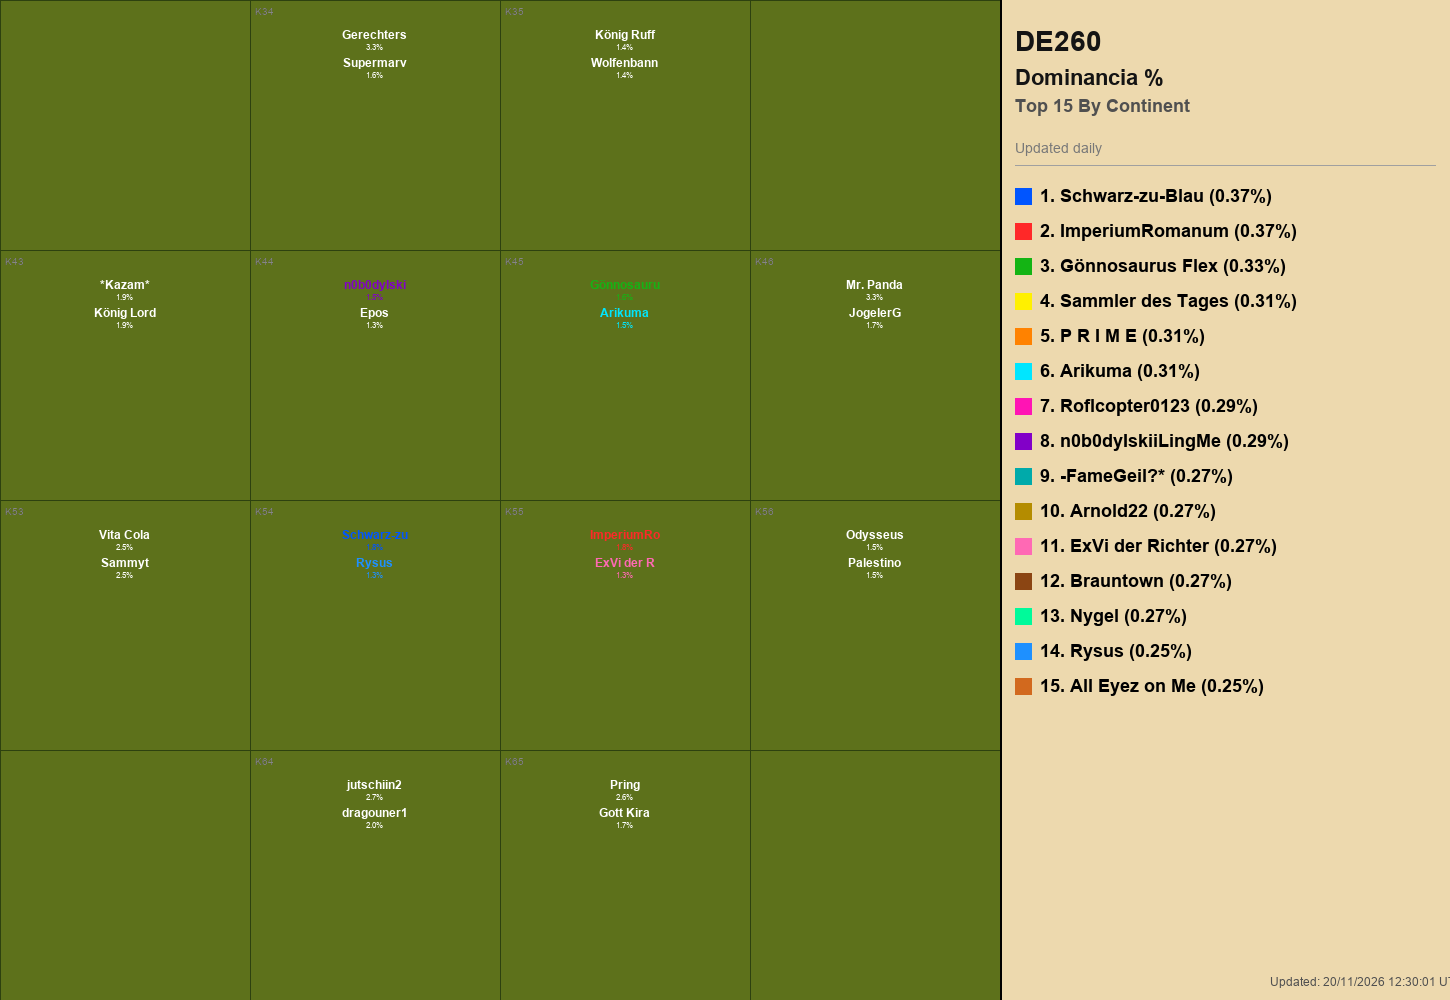 K34
K35
Gerechters
3.3%
Supermarv
1.6%
König Ruff
1.4%
Wolfenbann
1.4%
K43
K44
K45
K46
*Kazam*
1.9%
König Lord
1.9%
n0b0dylski
Epos
1.3%
Gönnosauru
Arikuma
1.5%
Mr. Panda
3.3%
JogelerG
1.7%
K53
K54
K55
K56
Vita Cola
2.5%
Sammyt
2.5%
Schwarz-zu
Rysus
1.3%
ImperiumRo
ExVi der R
1.3%
Odysseus
1.5%
Palestino
1.5%
K64
K65
jutschiin2
2.7%
dragouner1
2.0%
Pring
2.6%
Gott Kira
1.7%
DE260
Dominancia %
Top 15 By Continent
Updated daily
1. Schwarz-zu-Blau (0.37%)
2. ImperiumRomanum (0.37%)
3. Gönnosaurus Flex (0.33%)
4. Sammler des Tages (0.31%)
5. P R I M E (0.31%)
6. Arikuma (0.31%)
7. Roflcopter0123 (0.29%)
8. n0b0dylskiiLingMe (0.29%)
9. -FameGeil?* (0.27%)
10. Arnold22 (0.27%)
11. ExVi der Richter (0.27%)
12. Brauntown (0.27%)
13. Nygel (0.27%)
14. Rysus (0.25%)
15. All Eyez on Me (0.25%)
Updated: 20/11/2026 12:30:01